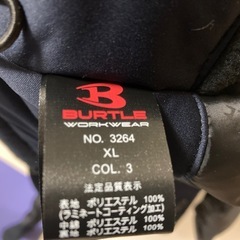 BURTLE
WORKWEAR
NO. 3264
XL
COL. 3
法定品質表示
表地 ポリエステル 100%
(ラミネートコーティング加工)
中綿 ポリエステル 100%
裏地 ポリエステル 100%